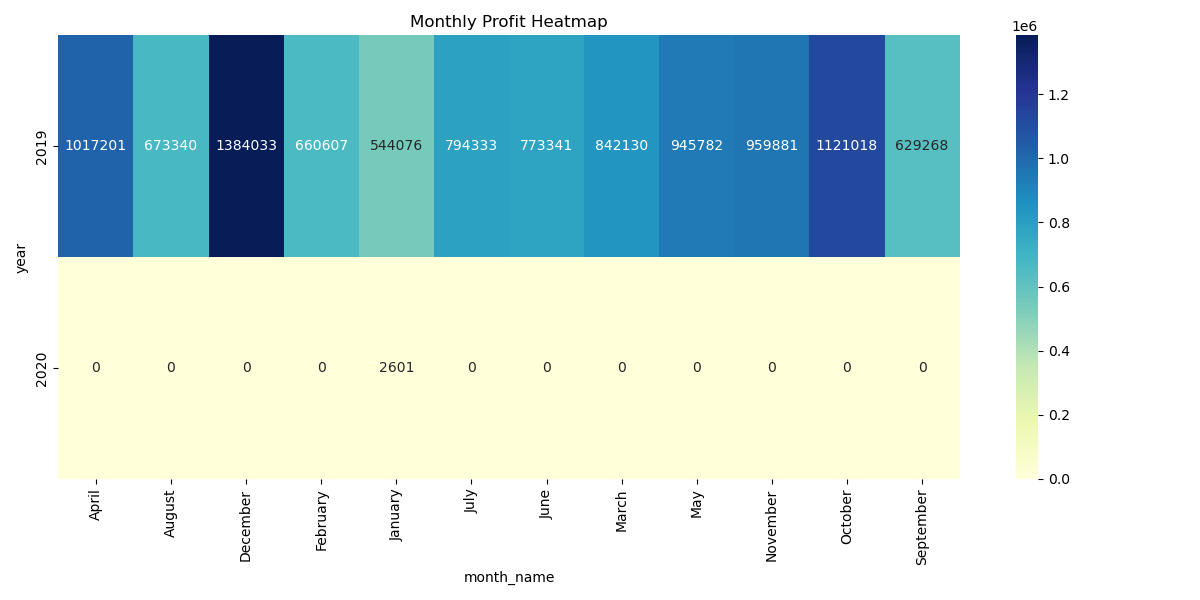 Monthly Profit Heatmap
1e6
year
2019
1017201 673340 1384033 660607 544076 794333 773341 842130 945782 959881 1121018 629268
2020
0 0 0 0 2601 0 0 0 0 0 0 0
April August December February January July June March May November October September
month_name
1.2
1.0
0.8
0.6
0.4
0.2
0.0